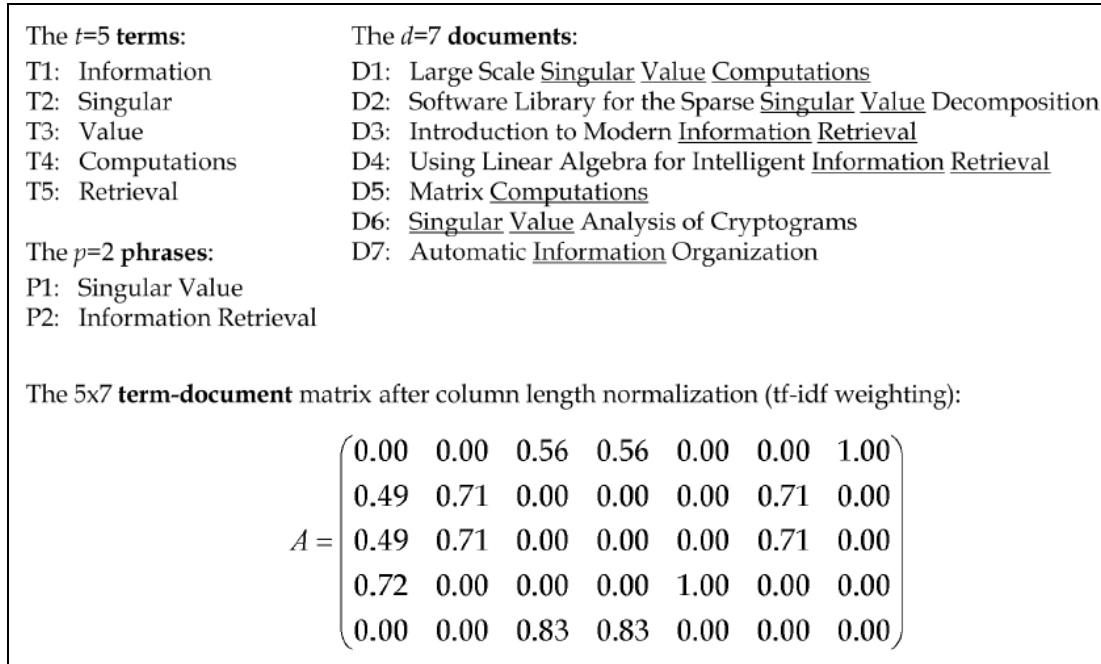 The t=5 terms:
T1: Information
T2: Singular
T3: Value
T4: Computations
T5: Retrieval
The p=2 phrases:
P1: Singular Value
P2: Information Retrieval
The d=7 documents:
D1: Large Scale Singular Value Computations
D2: Software Library for the Sparse Singular Value Decomposition
D3: Introduction to Modern Information Retrieval
D4: Using Linear Algebra for Intelligent Information Retrieval
D5: Matrix Computations
D6: Singular Value Analysis of Cryptograms
D7: Automatic Information Organization
The 5x7 term-document matrix after column length normalization (tf-idf weighting):
0.00 0.00 0.56 0.56 0.00 0.00 1.00
0.49 0.71 0.00 0.00 0.00 0.71 0.00
A = 0.49 0.71 0.00 0.00 0.00 0.71 0.00
0.72 0.00 0.00 0.00 1.00 0.00 0.00
0.00 0.00 0.83 0.83 0.00 0.00 0.00